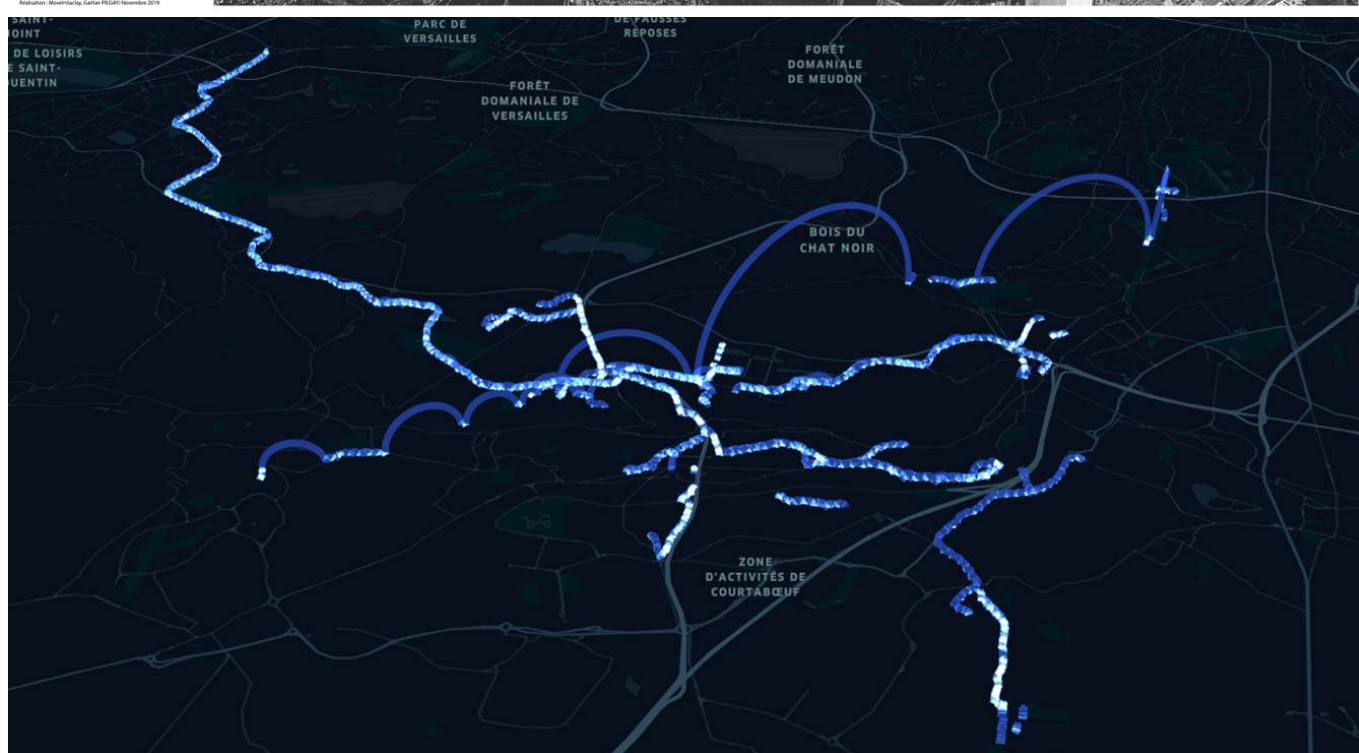 Réalisation : MoveInSaclay, Gaëtan PIEGAY/ Novembre 2019
SAINT-
OINT
DE LOISIRS
E SAINT-
QUENTIN
PARC DE
VERSAILLES
DE FAUSSES
REPOSES
FORÊT
DOMANIALE
DE MEUDON
FORÊT
DOMANIALE DE
VERSAILLES
BOIS DU
CHAT NOIR
ZONE
D'ACTIVITÉS DE
COURTABŒUF